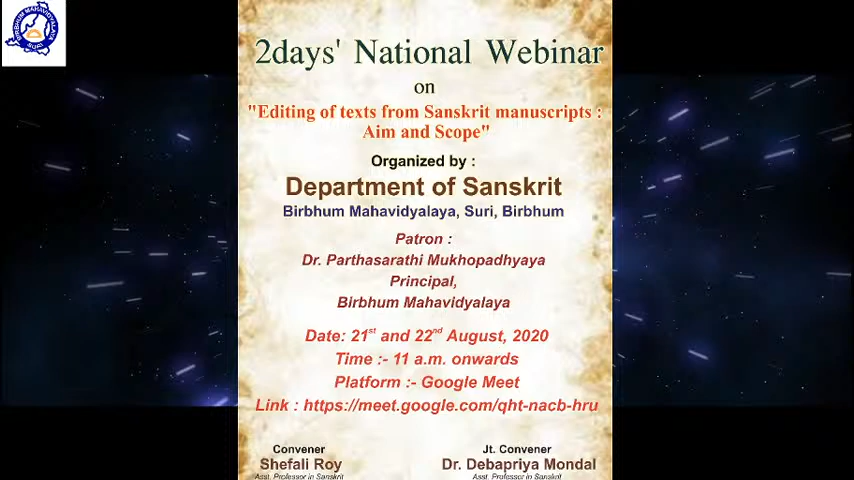 BIRBHUM MAHAVIDYALAYA
SURI
2days' National Webinar
on
"Editing of texts from Sanskrit manuscripts :
Aim and Scope"
Organized by :
Department of Sanskrit
Birbhum Mahavidyalaya, Suri, Birbhum
Patron :
Dr. Parthasarathi Mukhopadhyaya
Principal,
Birbhum Mahavidyalaya
Date: 21st and 22nd August, 2020
Time :- 11 a.m. onwards
Platform :- Google Meet
Link : https://meet.google.com/qht-nacb-hru
Convener
Shefali Roy
Asst. Professor in Sanskrit
Jt. Convener
Dr. Debapriya Mondal
Asst. Professor in Sanskrit